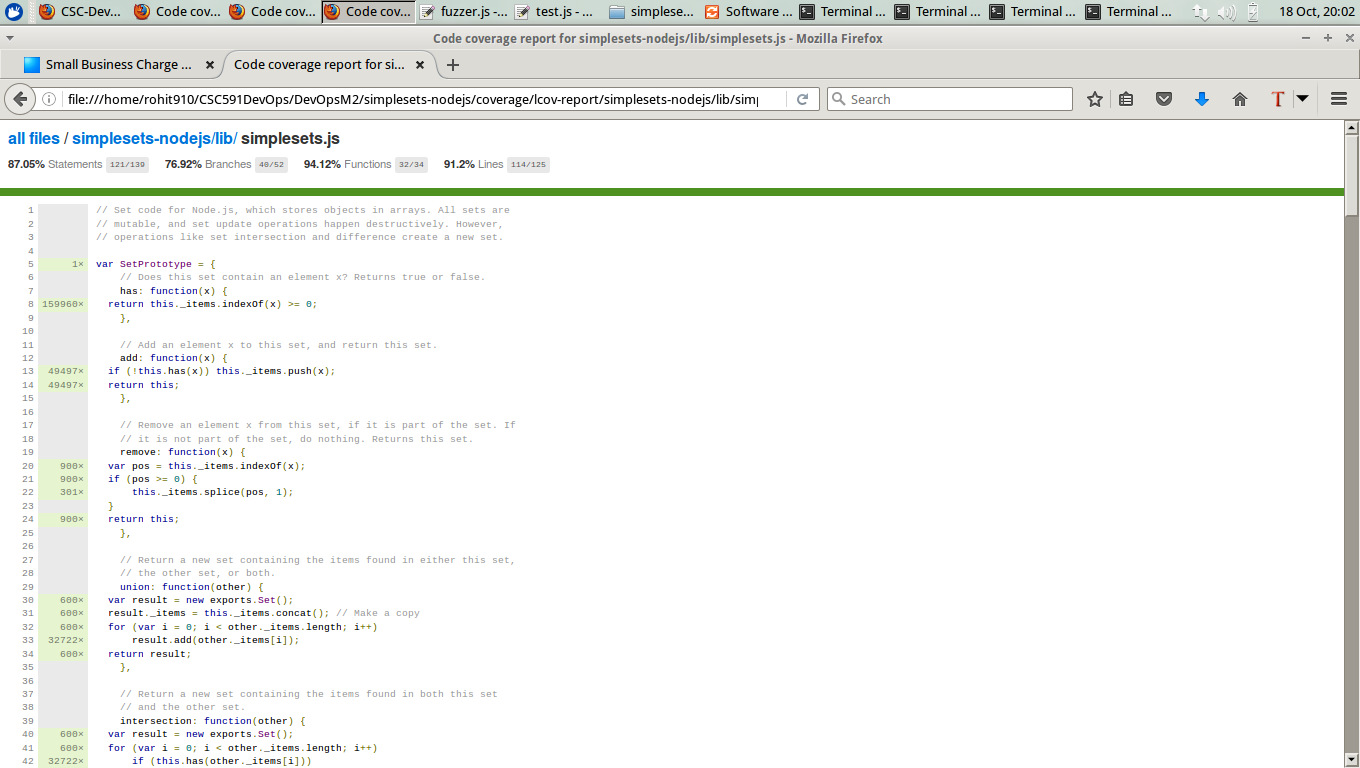 CSC-Dev... Code cov... Code cov... Code cov... fuzzer.js -... test.js - ... simplese... Software ... Terminal ... Terminal ... Terminal ... Terminal ... 18 Oct, 20:02
Code coverage report for simplesets-nodejs/lib/simplesets.js - Mozilla Firefox
Small Business Charge ... × Code coverage report for si... × +
file:///home/rohit910/CSC591DevOps/DevOpsM2/simplesets-nodejs/coverage/lcov-report/simplesets-nodejs/lib/simp Search
all files / simplesets-nodejs/lib/ simplesets.js
87.05% Statements 121/139 76.92% Branches 40/52 94.12% Functions 32/34 91.2% Lines 114/125
1 // Set code for Node.js, which stores objects in arrays. All sets are
2 // mutable, and set update operations happen destructively. However,
3 // operations like set intersection and difference create a new set.
4
5 1× var SetPrototype = {
6 // Does this set contain an element x? Returns true or false.
7 has: function(x) {
8 159960× return this._items.indexOf(x) >= 0;
9 },
10
11 // Add an element x to this set, and return this set.
12 add: function(x) {
13 49497× if (!this.has(x)) this._items.push(x);
14 49497× return this;
15 },
16
17 // Remove an element x from this set, if it is part of the set. If
18 // it is not part of the set, do nothing. Returns this set.
19 remove: function(x) {
20 900× var pos = this._items.indexOf(x);
21 900× if (pos >= 0) {
22 301× this._items.splice(pos, 1);
23 }
24 900× return this;
25 },
26
27 // Return a new set containing the items found in either this set,
28 // the other set, or both.
29 union: function(other) {
30 600× var result = new exports.Set();
31 600× result._items = this._items.concat(); // Make a copy
32 600× for (var i = 0; i < other._items.length; i++)
33 32722× result.add(other._items[i]);
34 600× return result;
35 },
36
37 // Return a new set containing the items found in both this set
38 // and the other set.
39 intersection: function(other) {
40 600× var result = new exports.Set();
41 600× for (var i = 0; i < other._items.length; i++)
42 32722× if (this.has(other._items[i]))